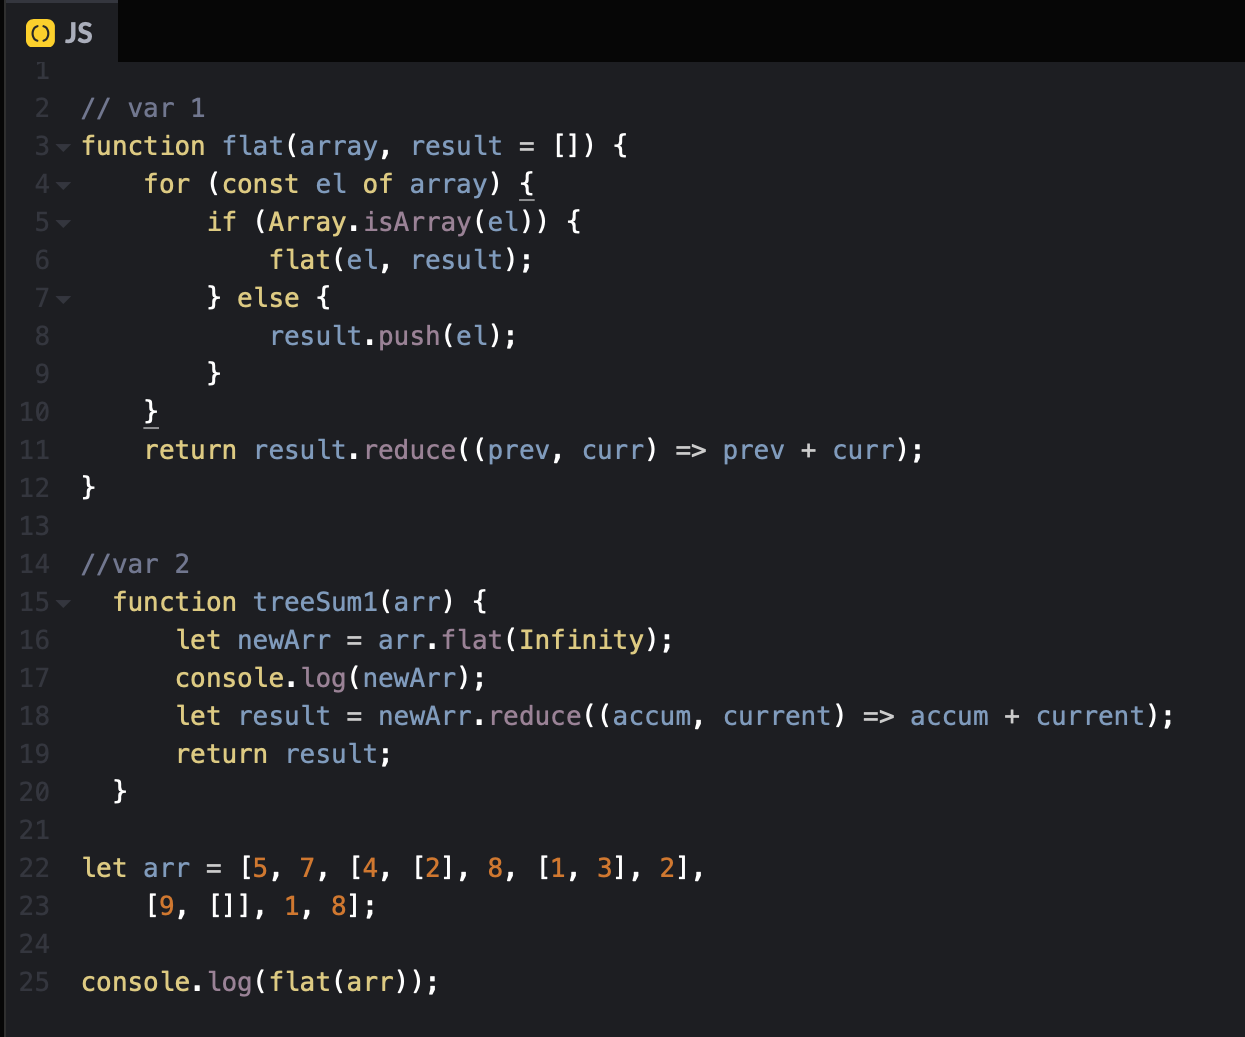 JS
1
2 // var 1
3 function flat(array, result = []) {
4     for (const el of array) {
5         if (Array.isArray(el)) {
6             flat(el, result);
7         } else {
8             result.push(el);
9         }
10     }
11     return result.reduce((prev, curr) => prev + curr);
12 }
13
14 //var 2
15   function treeSum1(arr) {
16       let newArr = arr.flat(Infinity);
17       console.log(newArr);
18       let result = newArr.reduce((accum, current) => accum + current);
19       return result;
20   }
21
22 let arr = [5, 7, [4, [2], 8, [1, 3], 2],
23     [9, []], 1, 8];
24
25 console.log(flat(arr));